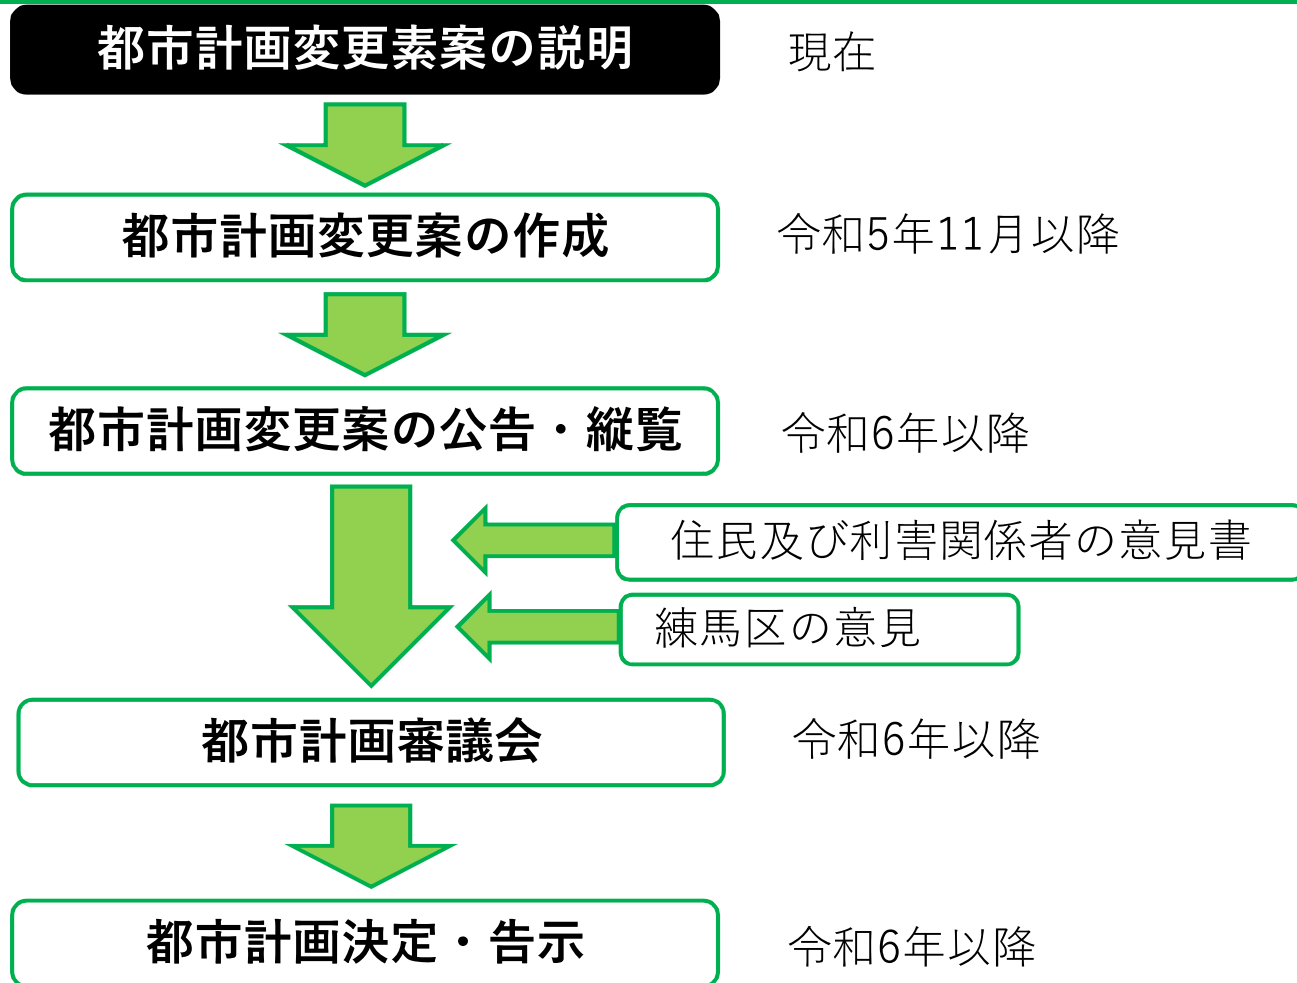 都市計画変更素案の説明
現在
都市計画変更案の作成
令和5年11月以降
都市計画変更案の公告・縦覧
令和6年以降
住民及び利害関係者の意見書
練馬区の意見
都市計画審議会
令和6年以降
都市計画決定・告示
令和6年以降